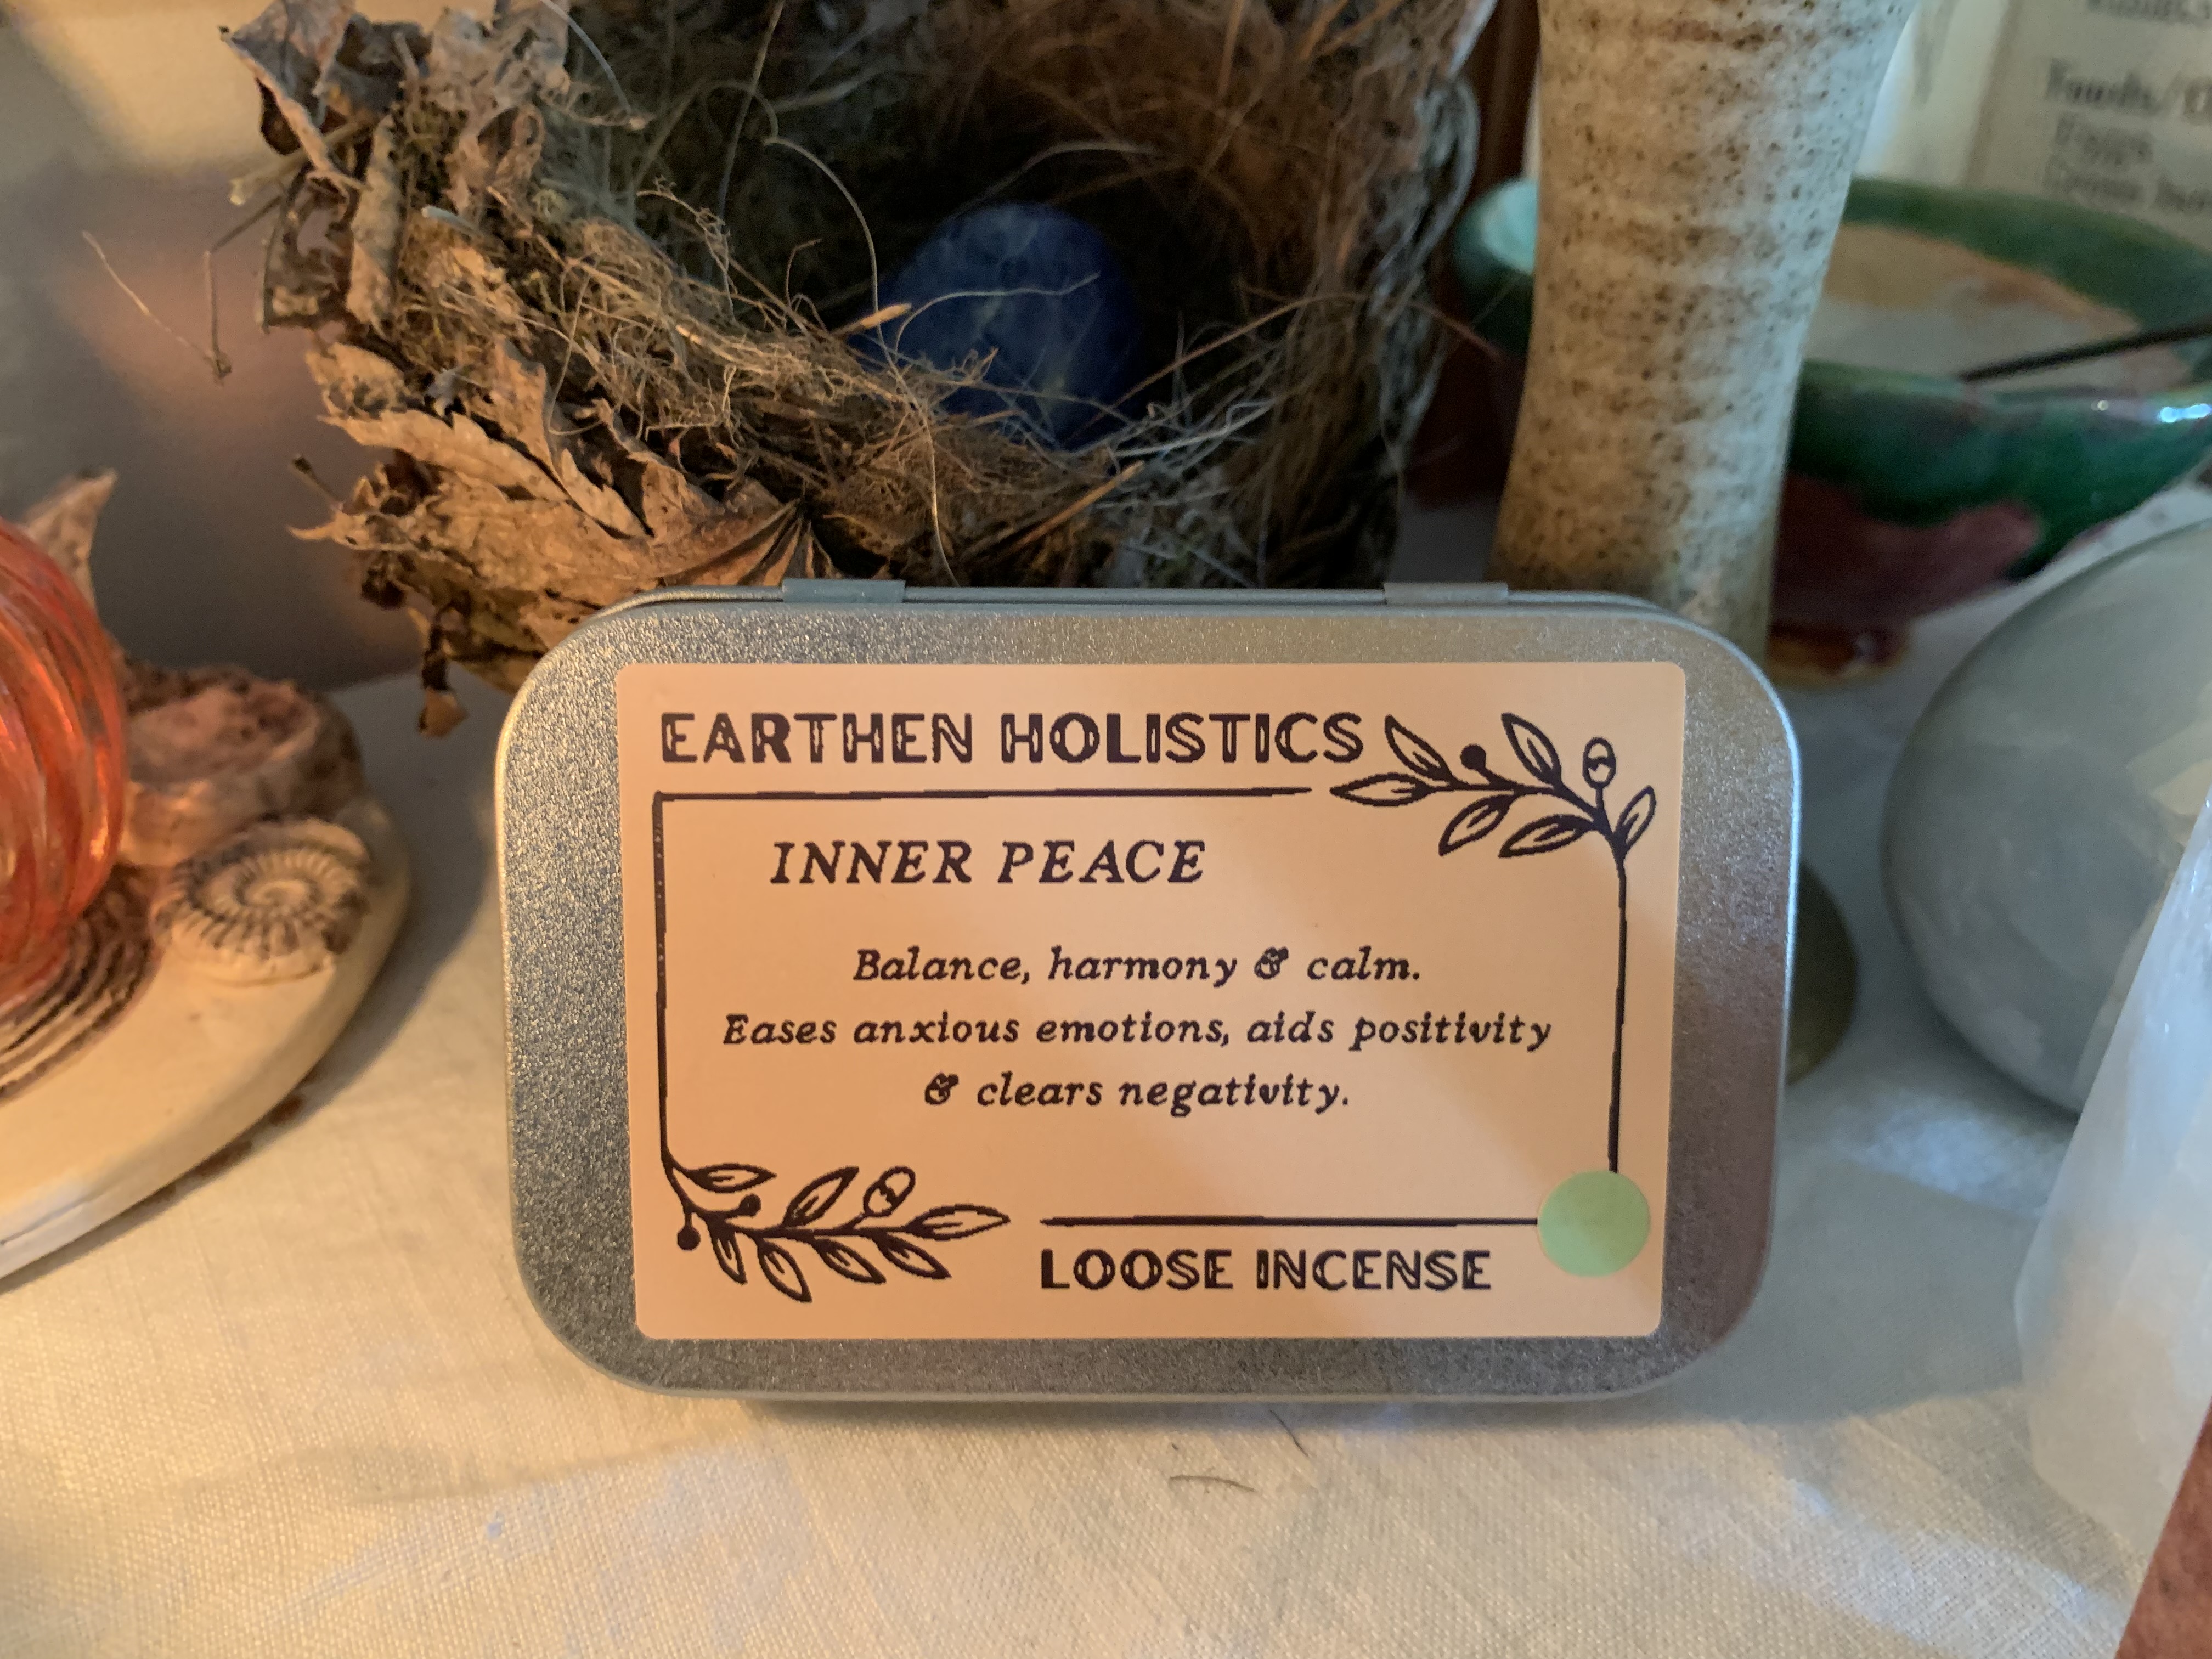 EARTHEN HOLISTICS
INNER PEACE
Balance, harmony & calm.
Eases anxious emotions, aids positivity
& clears negativity.
LOOSE INCENSE